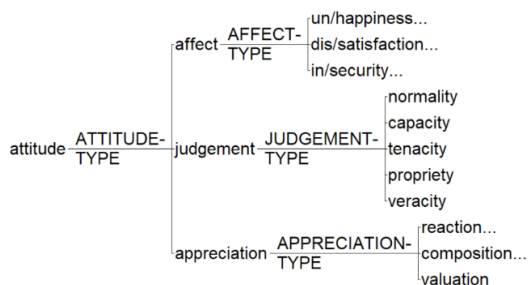 un/happiness...
affect AFFECT-TYPE dis/satisfaction...
in/security...
normality
capacity
attitude ATTITUDE-TYPE judgement JUDGEMENT-TYPE tenacity
propriety
veracity
reaction...
appreciation APPRECIATION-TYPE composition...
valuation